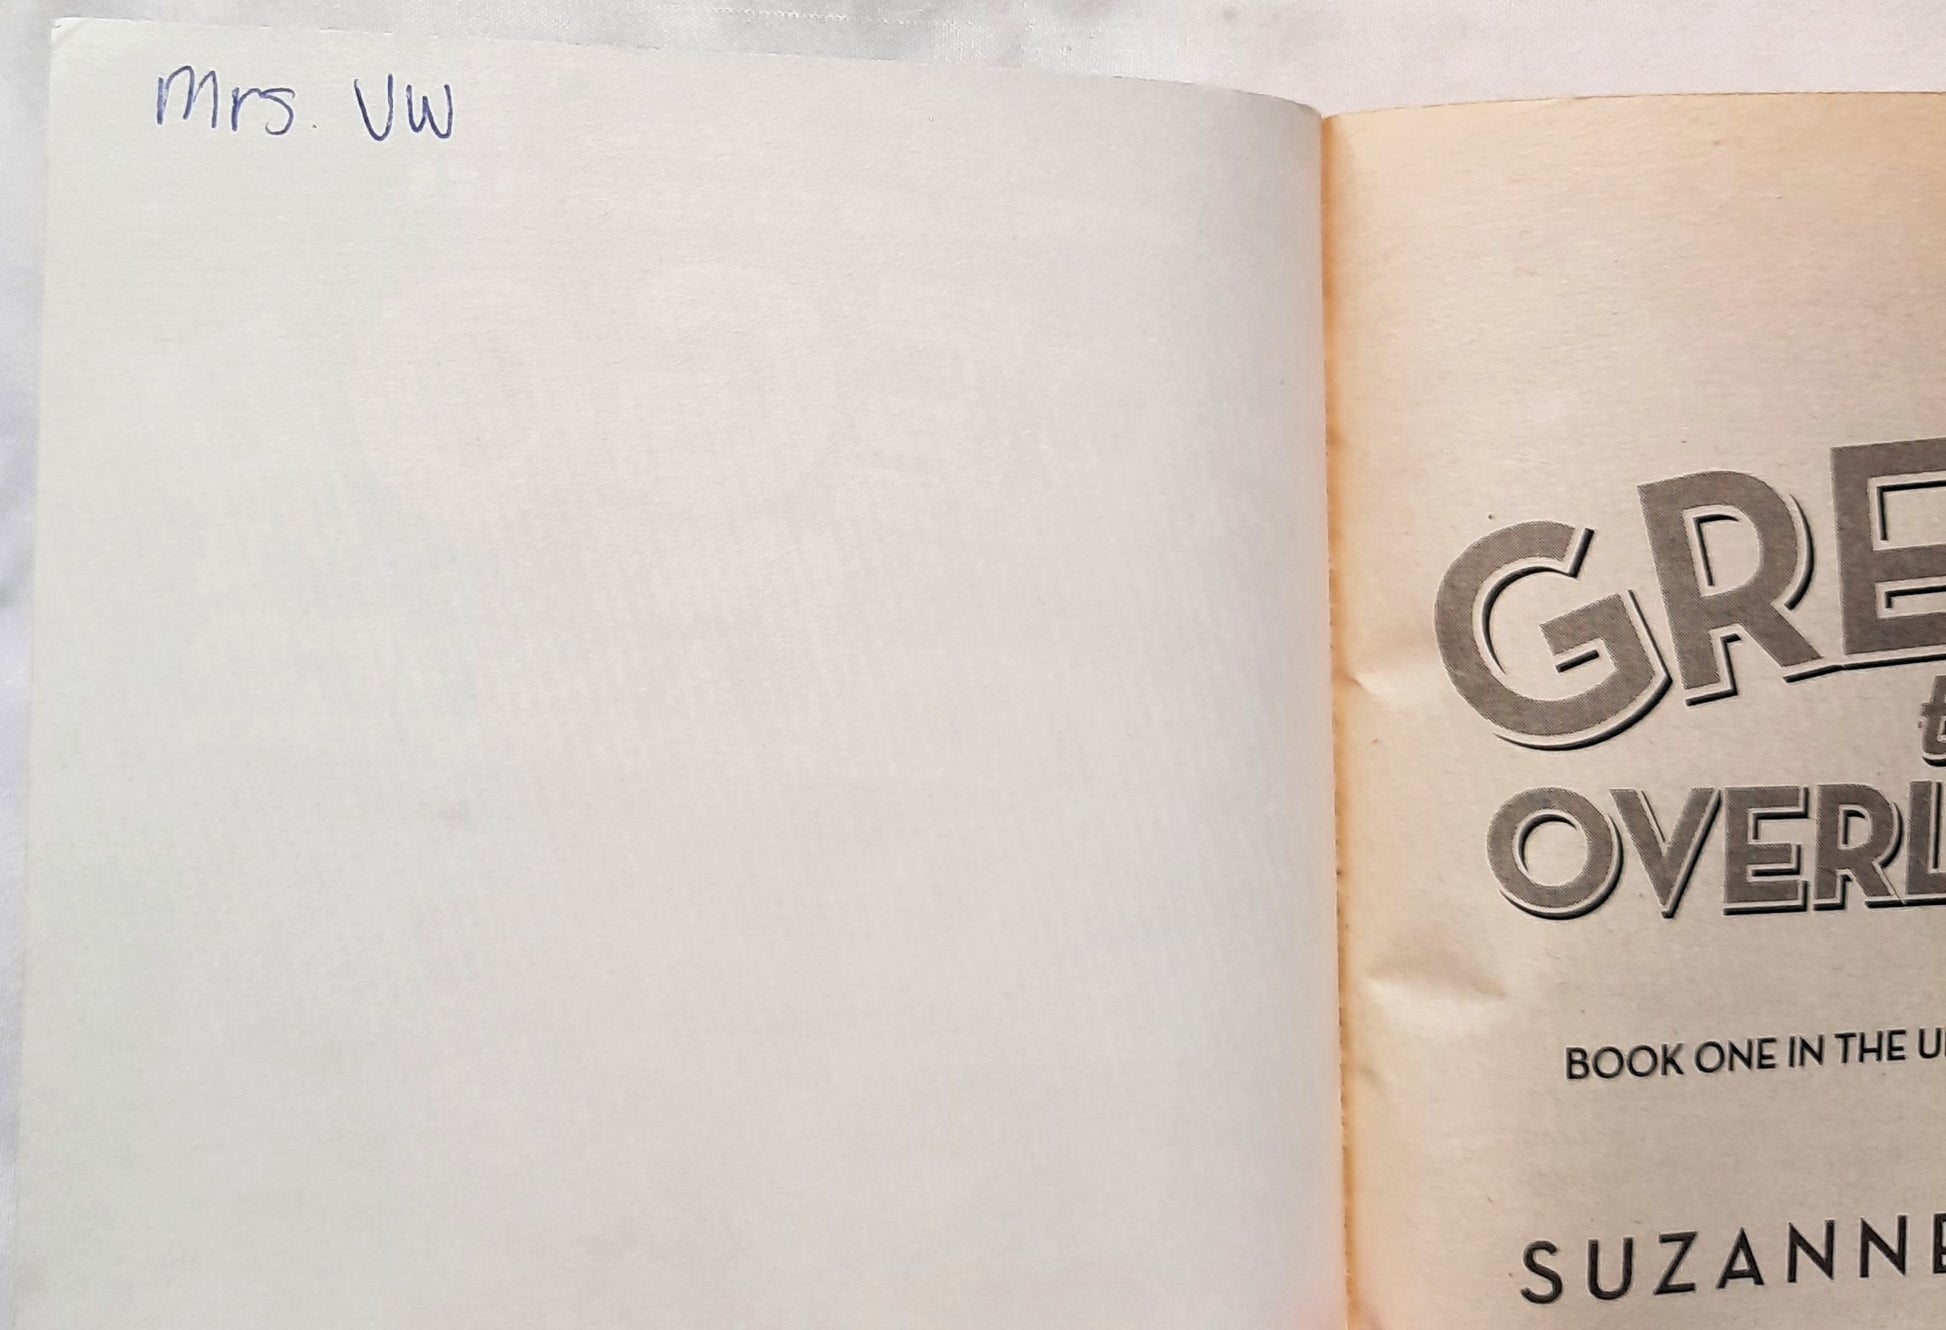 Mrs. VW
GRE
t
OVERL
BOOK ONE IN THE U
SUZANNE